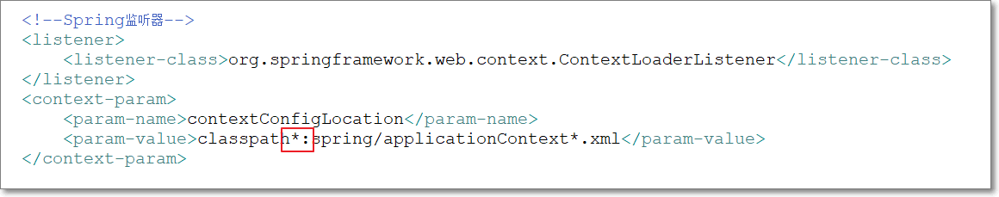 <!--Spring监听器-->
<listener>
    <listener-class>org.springframework.web.context.ContextLoaderListener</listener-class>
</listener>
<context-param>
    <param-name>contextConfigLocation</param-name>
    <param-value>classpath*:spring/applicationContext*.xml</param-value>
</context-param>